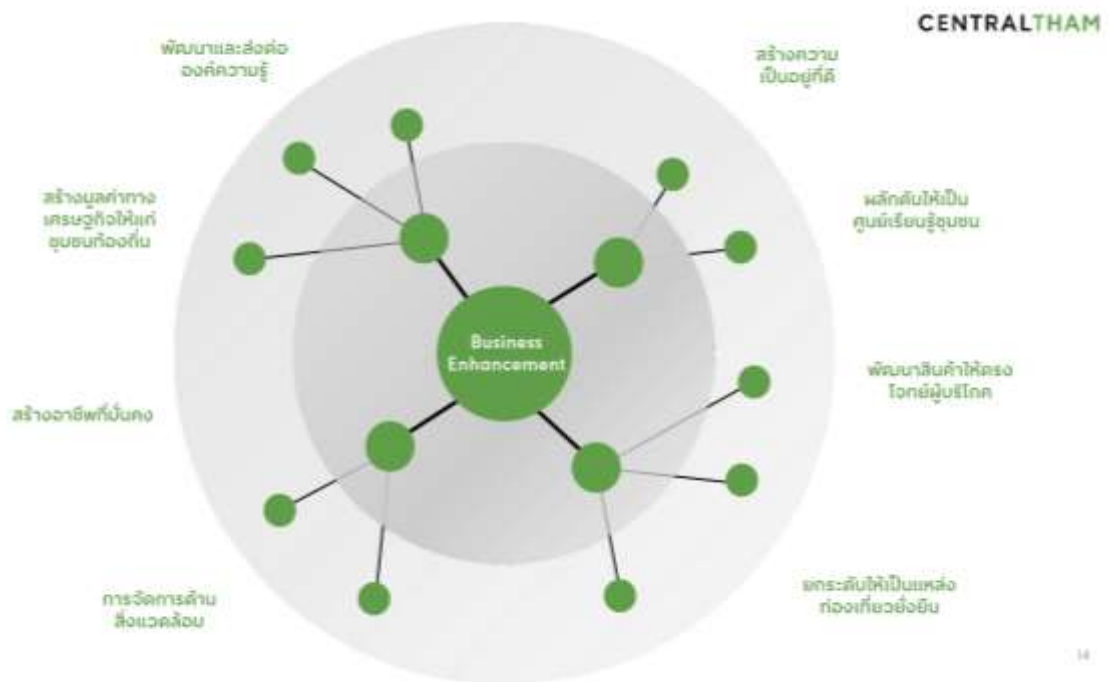 CENTRALTHAM
พัฒนาและส่งต่อ
องค์ความรู้
สร้างความ
เป็นอยู่ที่ดี
สร้างมูลค่าทาง
เศรษฐกิจให้แก่
ชุมชนท้องถิ่น
ผลักดันให้เป็น
ศูนย์เรียนรู้ชุมชน
Business
Enhancement
พัฒนาสินค้าให้ตรง
โจทย์ผู้บริโภค
สร้างอาชีพที่มั่นคง
การจัดการด้าน
สิ่งแวดล้อม
ยกระดับให้เป็นแหล่ง
ท่องเที่ยวยั่งยืน
14